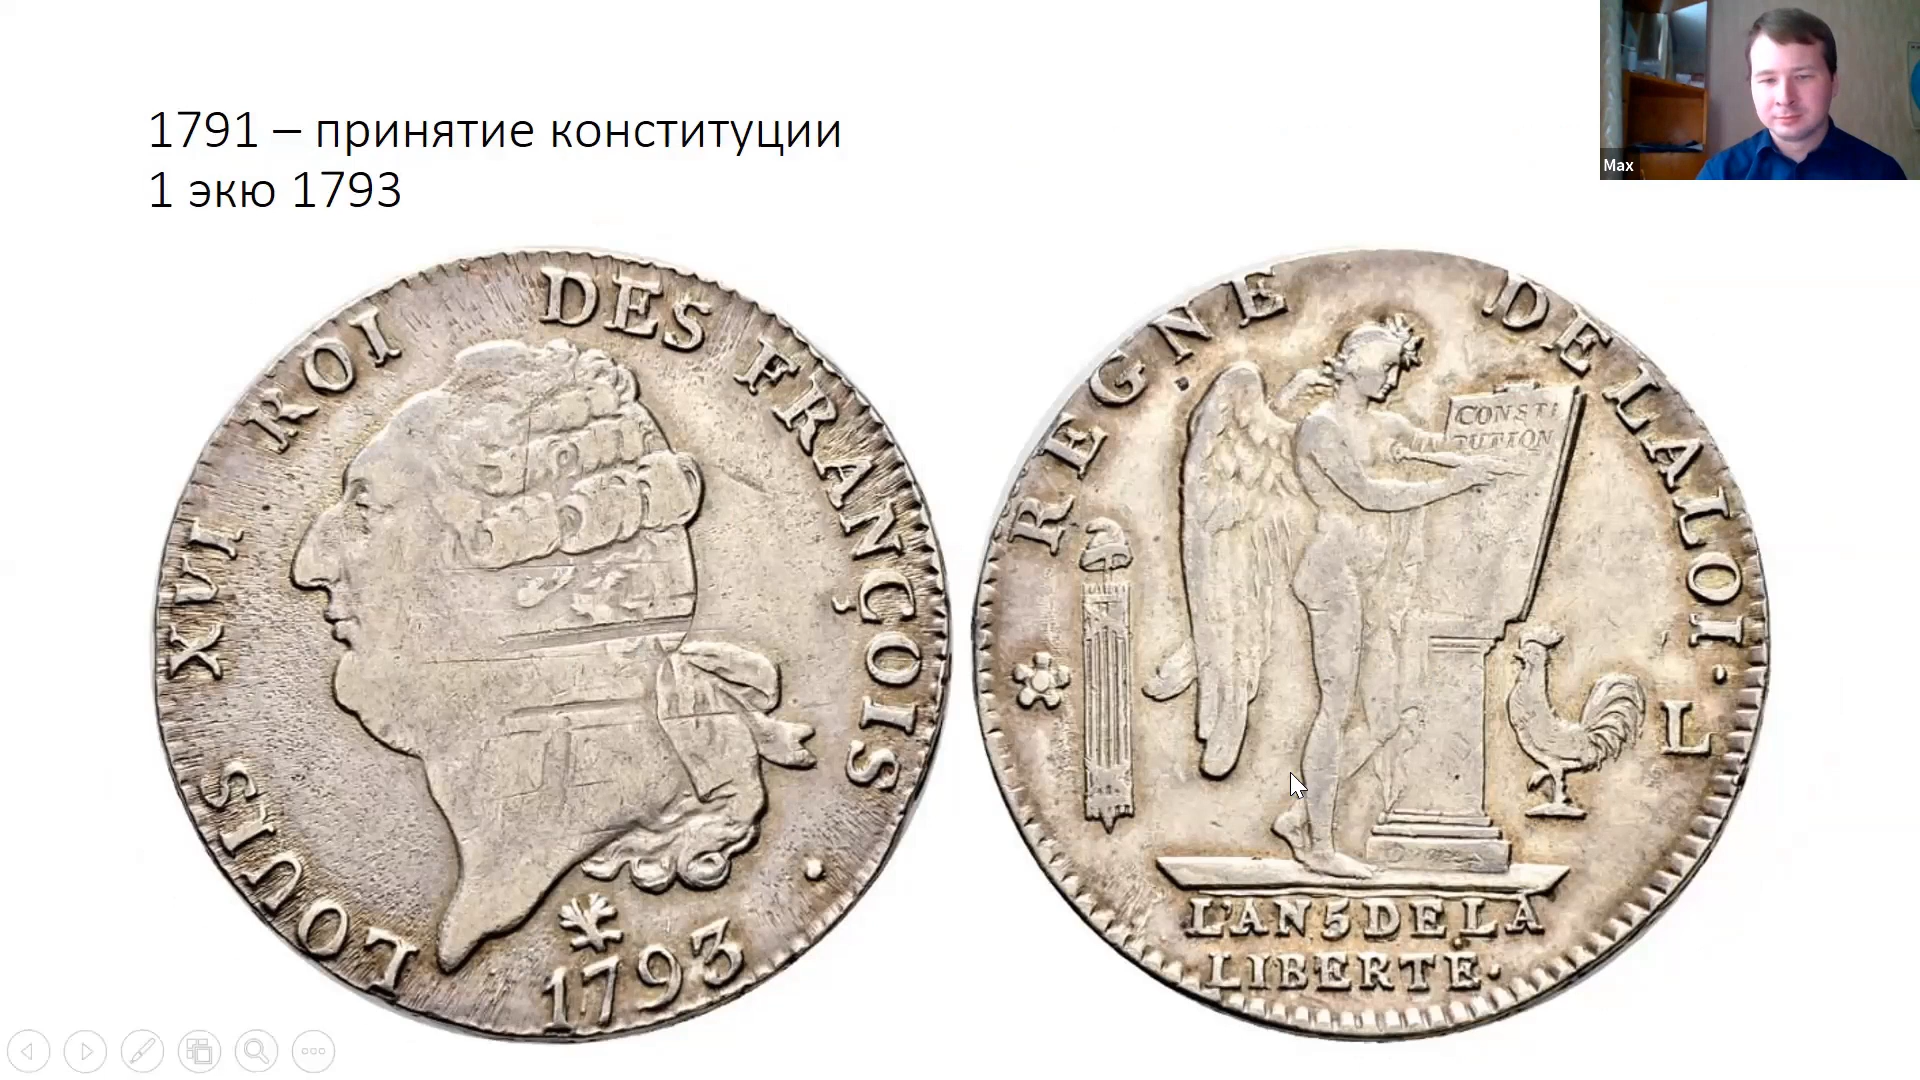 1791 – принятие конституции
1 экю 1793
Max
LOUIS XVI ROI DES FRANÇOIS
1793
REGNE DE LA LOI.
CONSTI
TUTION
L
L'AN 5 DE LA
LIBERTE.